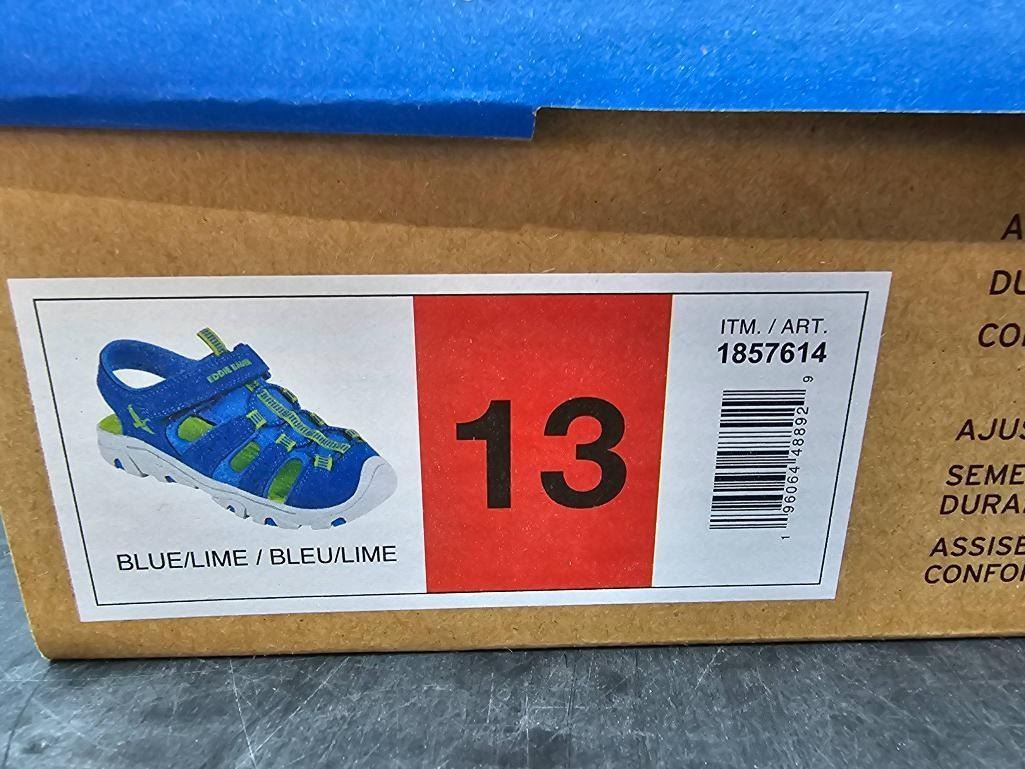 EDDIE BAUER
BLUE/LIME / BLEU/LIME
13
ITM. / ART.
1857614
1 96064 48892 9
A
DU
CO
AJUS
SEME
DURA
ASSISE
CONFO